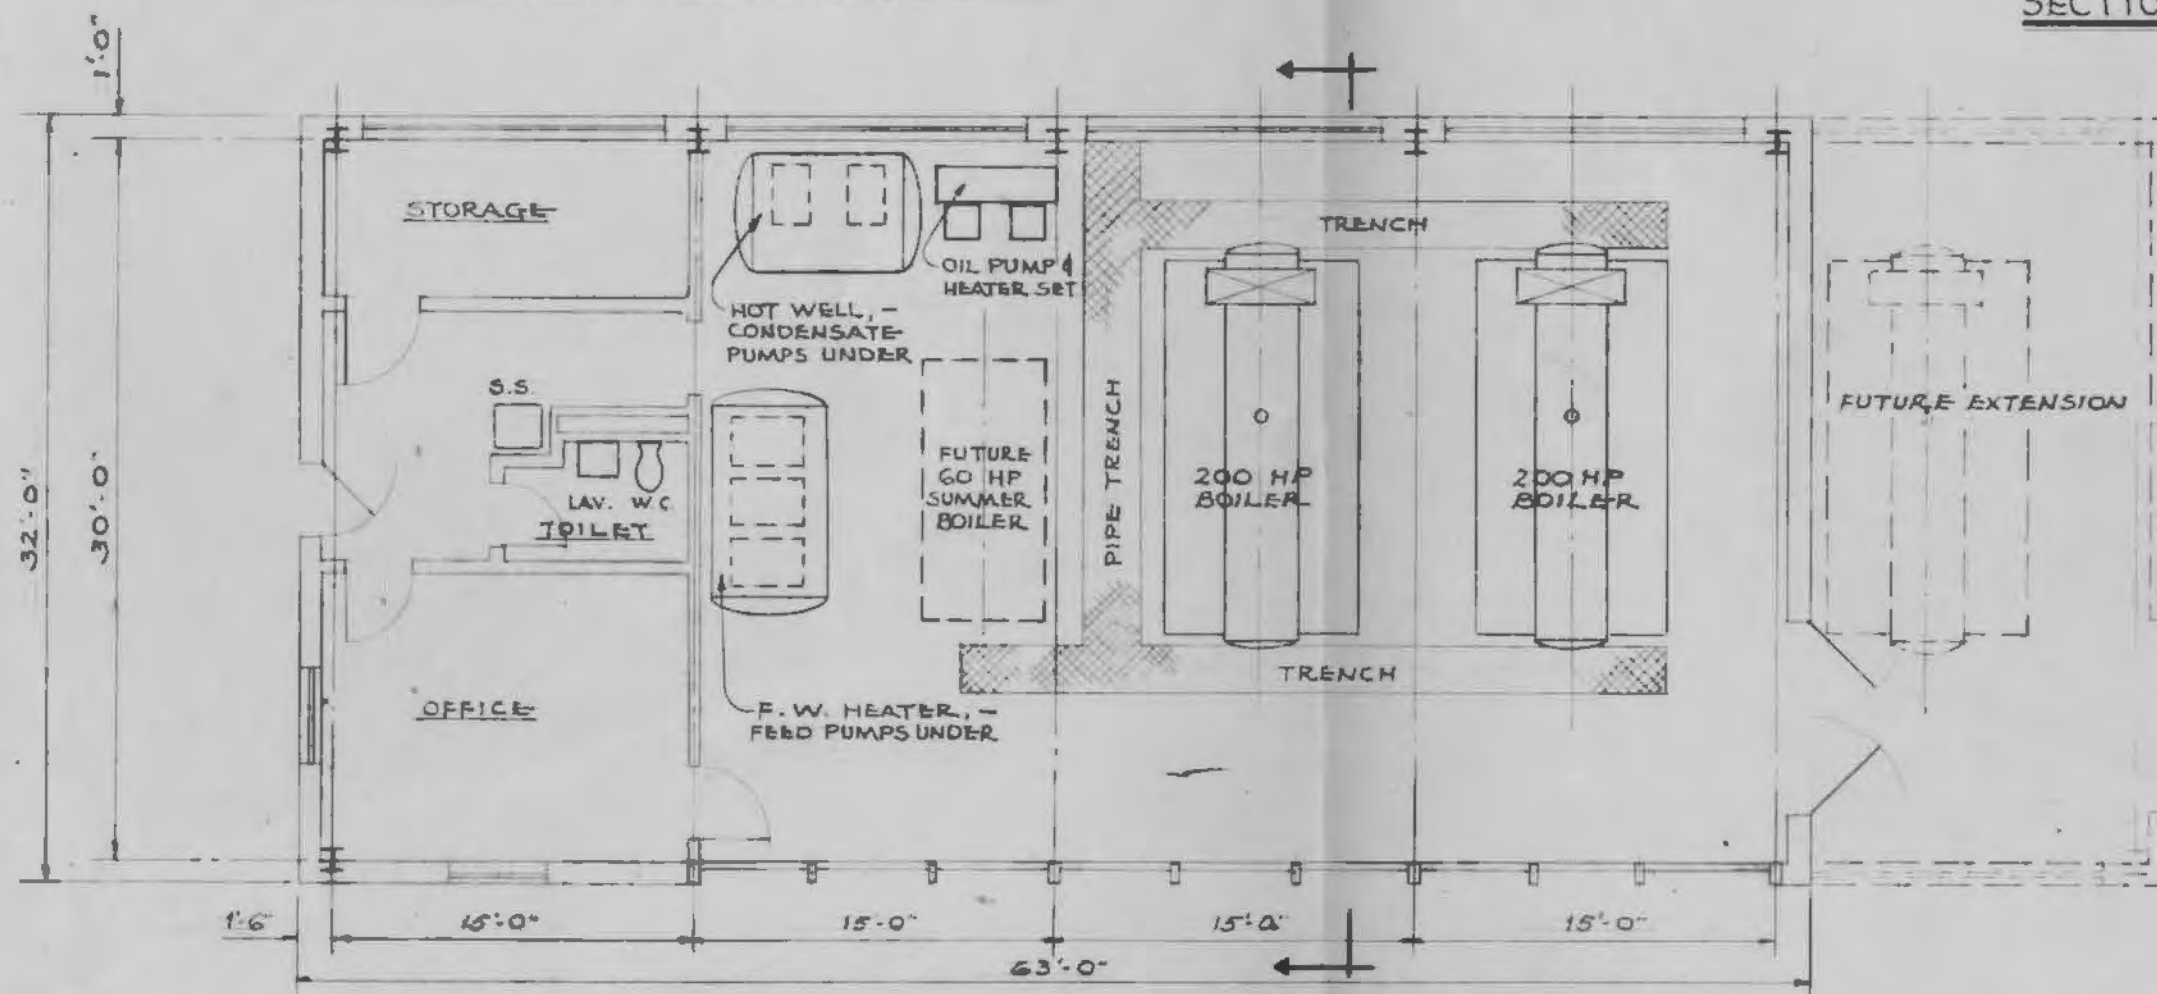 SECTIO
1'-0"
STORAGE
TRENCH
OIL PUMP &
HEATER SET
HOT WELL, -
CONDENSATE
PUMPS UNDER
S.S.
FUTURE EXTENSION
PIPE TRENCH
FUTURE
60 HP
SUMMER
BOILER
200 HP
BOILER
200 HP
BOILER
LAV. W.C.
TOILET
32'-0"
30'-0"
TRENCH
OFFICE
F. W. HEATER, -
FEED PUMPS UNDER
1'-6"
15'-0"
15'-0"
15'-0"
15'-0"
63'-0"